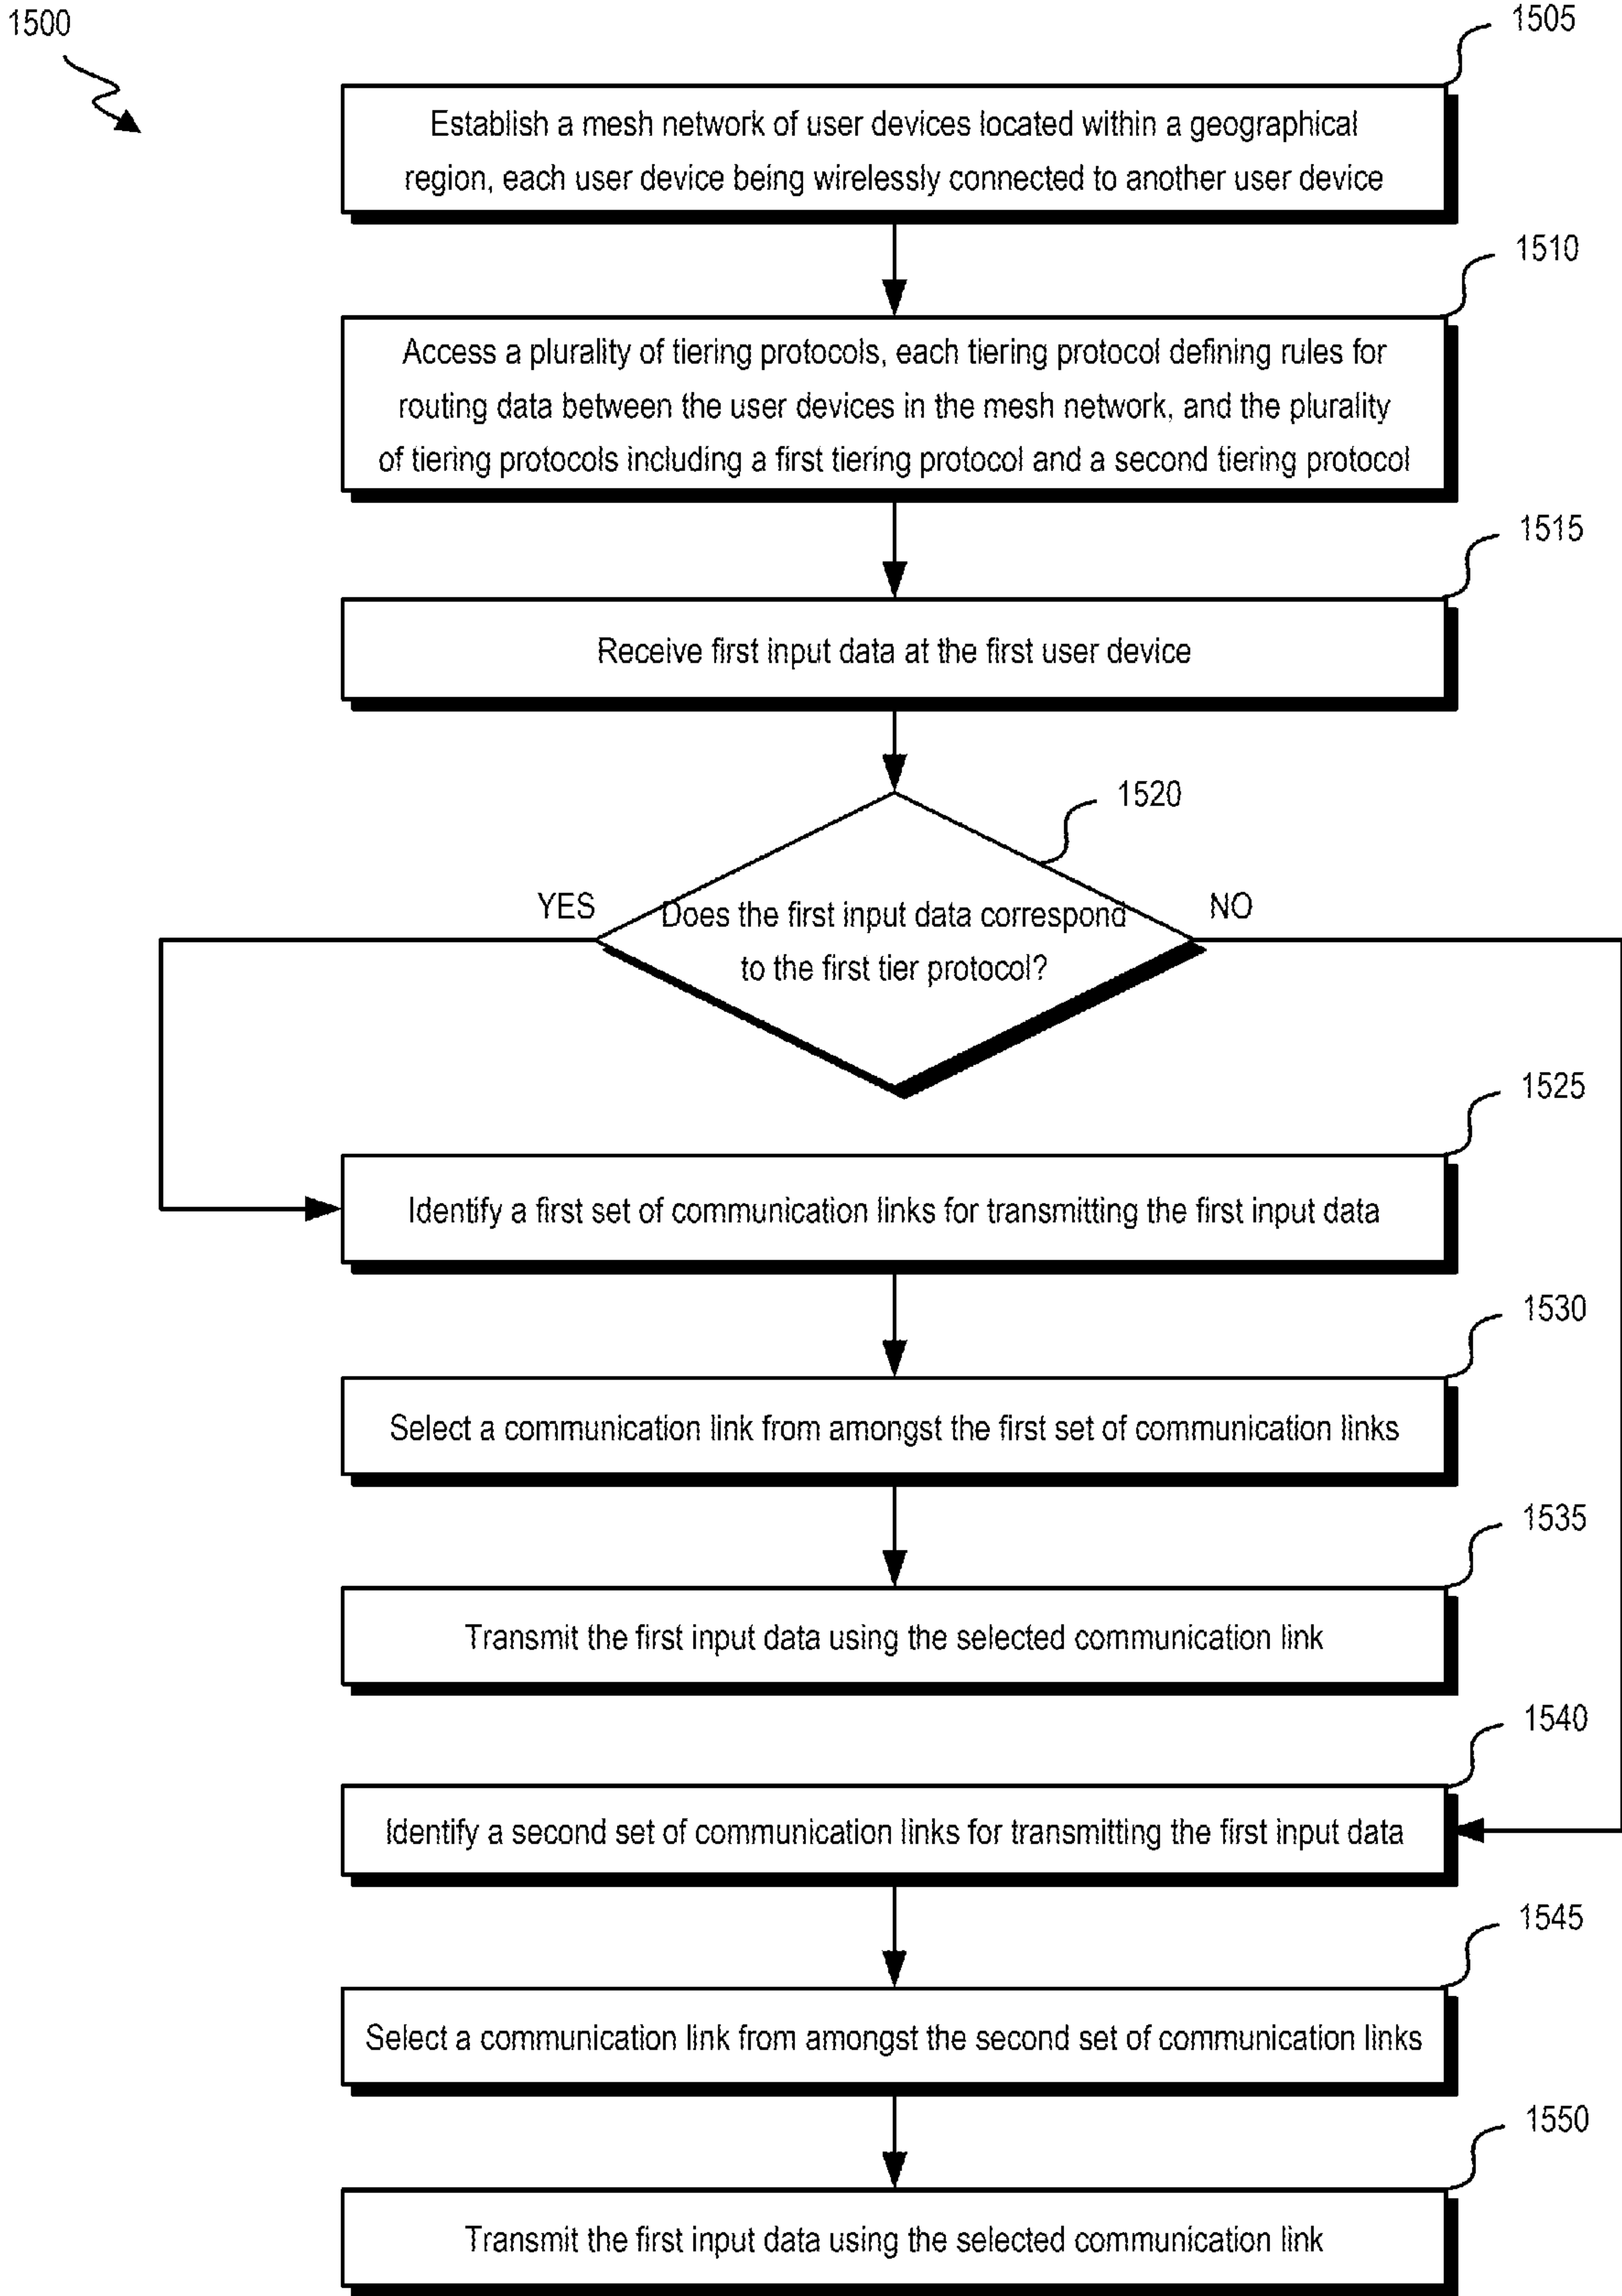 1500
1505
Establish a mesh network of user devices located within a geographical
region, each user device being wirelessly connected to another user device
1510
Access a plurality of tiering protocols, each tiering protocol defining rules for
routing data between the user devices in the mesh network, and the plurality
of tiering protocols including a first tiering protocol and a second tiering protocol
1515
Receive first input data at the first user device
1520
YES
NO
Does the first input data correspond
to the first tier protocol?
1525
Identify a first set of communication links for transmitting the first input data
1530
Select a communication link from amongst the first set of communication links
1535
Transmit the first input data using the selected communication link
1540
Identify a second set of communication links for transmitting the first input data
1545
Select a communication link from amongst the second set of communication links
1550
Transmit the first input data using the selected communication link